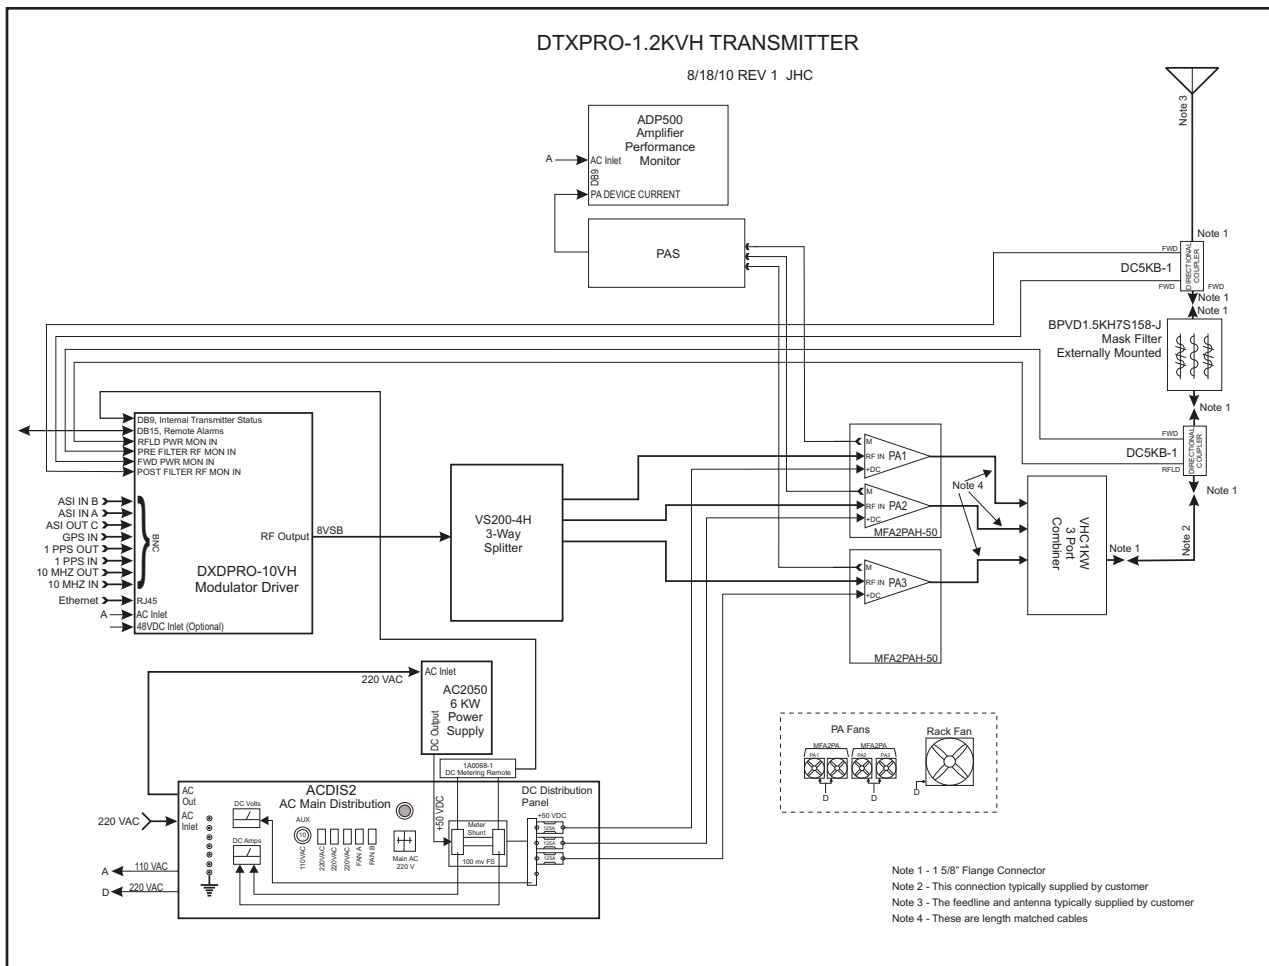 DTXPRO-1.2KVH TRANSMITTER
8/18/10 REV 1 JHC
ADP500
Amplifier
Performance
Monitor
A
AC Inlet
DB9
PA DEVICE CURRENT
PAS
Note 3
Note 1
FWD
DIRECTIONAL
COUPLER
DC5KB-1
FWD
FWD
Note 1
Note 1
BPVD1.5KH7S158-J
Mask Filter
Externally Mounted
Note 1
FWD
DIRECTIONAL
COUPLER
DC5KB-1
RFLD
Note 1
Note 2
DB9, Internal Transmitter Status
DB15, Remote Alarms
RFLD PWR MON IN
PRE FILTER RF MON IN
FWD PWR MON IN
POST FILTER RF MON IN
ASI IN B
ASI IN A
ASI OUT C
GPS IN
1 PPS OUT
1 PPS IN
10 MHZ OUT
10 MHZ IN
BNC
Ethernet
RJ45
A
AC Inlet
48VDC Inlet (Optional)
RF Output
8VSB
DXDPRO-10VH
Modulator Driver
VS200-4H
3-Way
Splitter
M
RF IN
PA1
+DC
M
RF IN
PA2
+DC
MFA2PAH-50
M
RF IN
PA3
+DC
MFA2PAH-50
Note 4
VHC1KW
3 Port
Combiner
Note 1
220 VAC
AC Inlet
AC2050
6 KW
Power
Supply
DC Output
1A0068-1
DC Metering Remote
+50 VDC
AC
Out
ACDIS2
AC Main Distribution
DC Distribution
Panel
220 VAC
AC
Inlet
DC Volts
DC Amps
AUX
10
110VAC
220VAC
220VAC
220VAC
FAN A
FAN B
Main AC
220 V
Meter
Shunt
100 mv FS
+50 VDC
125A
125A
125A
A
110 VAC
D
220 VAC
PA Fans
Rack Fan
MFA2PA
MFA2PA
PA1
PA2
PA3
D
D
D
Note 1 - 1 5/8" Flange Connector
Note 2 - This connection typically supplied by customer
Note 3 - The feedline and antenna typically supplied by customer
Note 4 - These are length matched cables